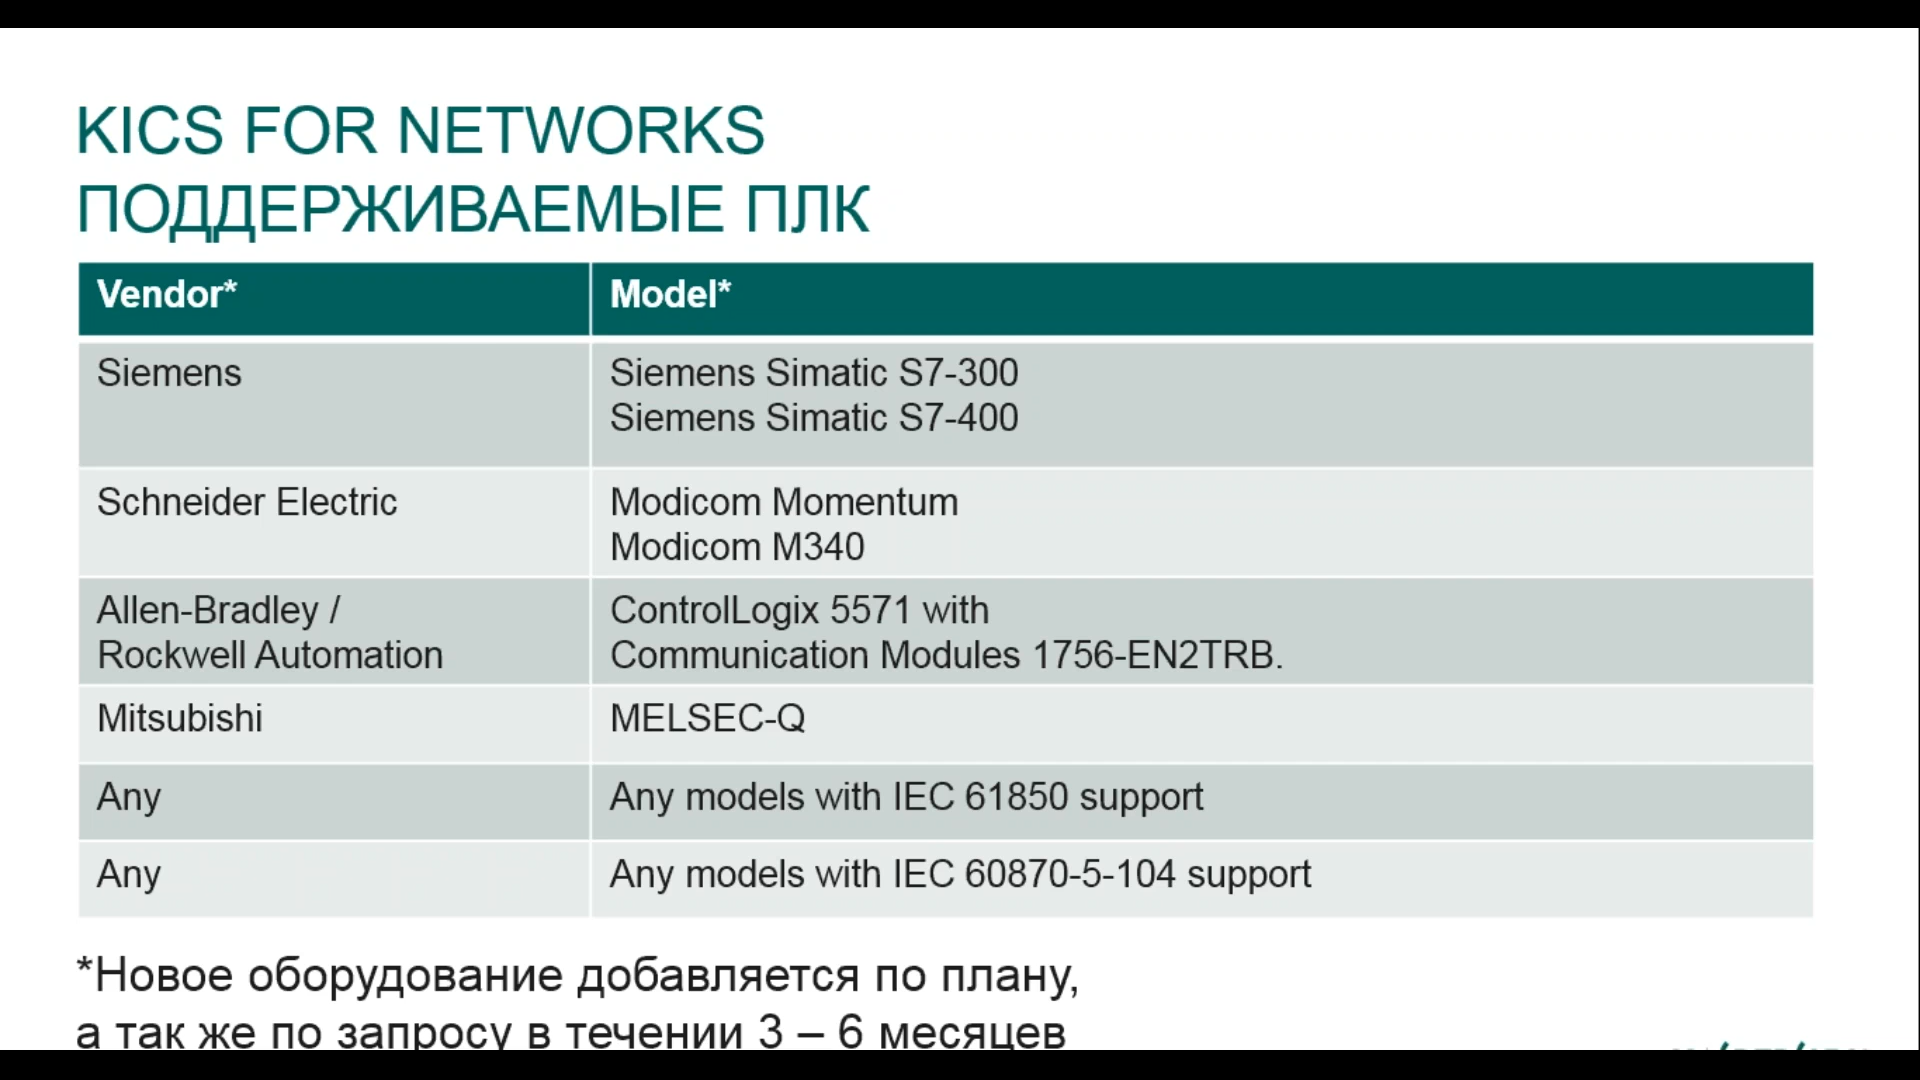 KICS FOR NETWORKS
ПОДДЕРЖИВАЕМЫЕ ПЛК
Vendor* Model*
Siemens Siemens Simatic S7-300
Siemens Simatic S7-400
Schneider Electric Modicom Momentum
Modicom M340
Allen-Bradley / ControlLogix 5571 with
Rockwell Automation Communication Modules 1756-EN2TRB.
Mitsubishi MELSEC-Q
Any Any models with IEC 61850 support
Any Any models with IEC 60870-5-104 support
*Новое оборудование добавляется по плану,
а так же по запросу в течении 3 – 6 месяцев